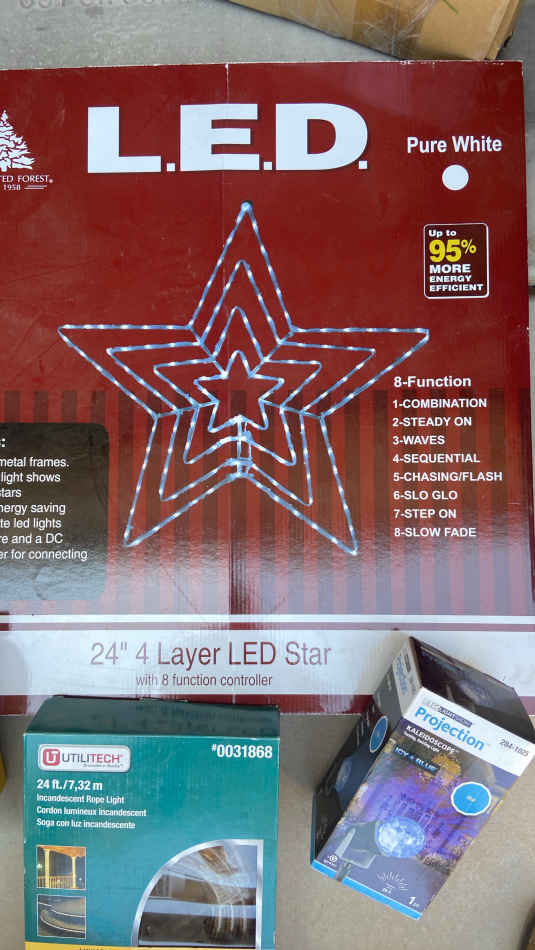 L.E.D.
Pure White
TED FOREST
1958
Up to
95%
MORE
ENERGY
EFFICIENT
8-Function
1-COMBINATION
2-STEADY ON
3-WAVES
4-SEQUENTIAL
5-CHASING/FLASH
6-SLO GLO
7-STEP ON
8-SLOW FADE
metal frames.
light shows
stars
nergy saving
te led lights
re and a DC
er for connecting
24" 4 Layer LED Star
with 8 function controller
UTILITECH
#0031868
24 ft./7,32 m
Incandescent Rope Light
Cordon lumineux incandescent
Soga con luz incandescente
Projection
KALEIDOSCOPE
284-1025
ICY & BLUE